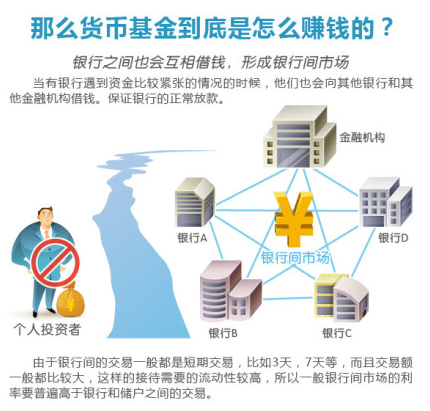 那么货币基金到底是怎么赚钱的？
银行之间也会互相借钱，形成银行间市场
当有银行遇到资金比较紧张的情况的时候，他们也会向其他银行和其
他金融机构借钱。保证银行的正常放款。
金融机构
银行A
银行D
¥
银行间市场
个人投资者
银行B
银行C
由于银行间的交易一般都是短期交易，比如3天，7天等，而且交易额
一般都比较大，这样的接待需要的流动性较高，所以一般银行间市场的利
率要普遍高于银行和储户之间的交易。